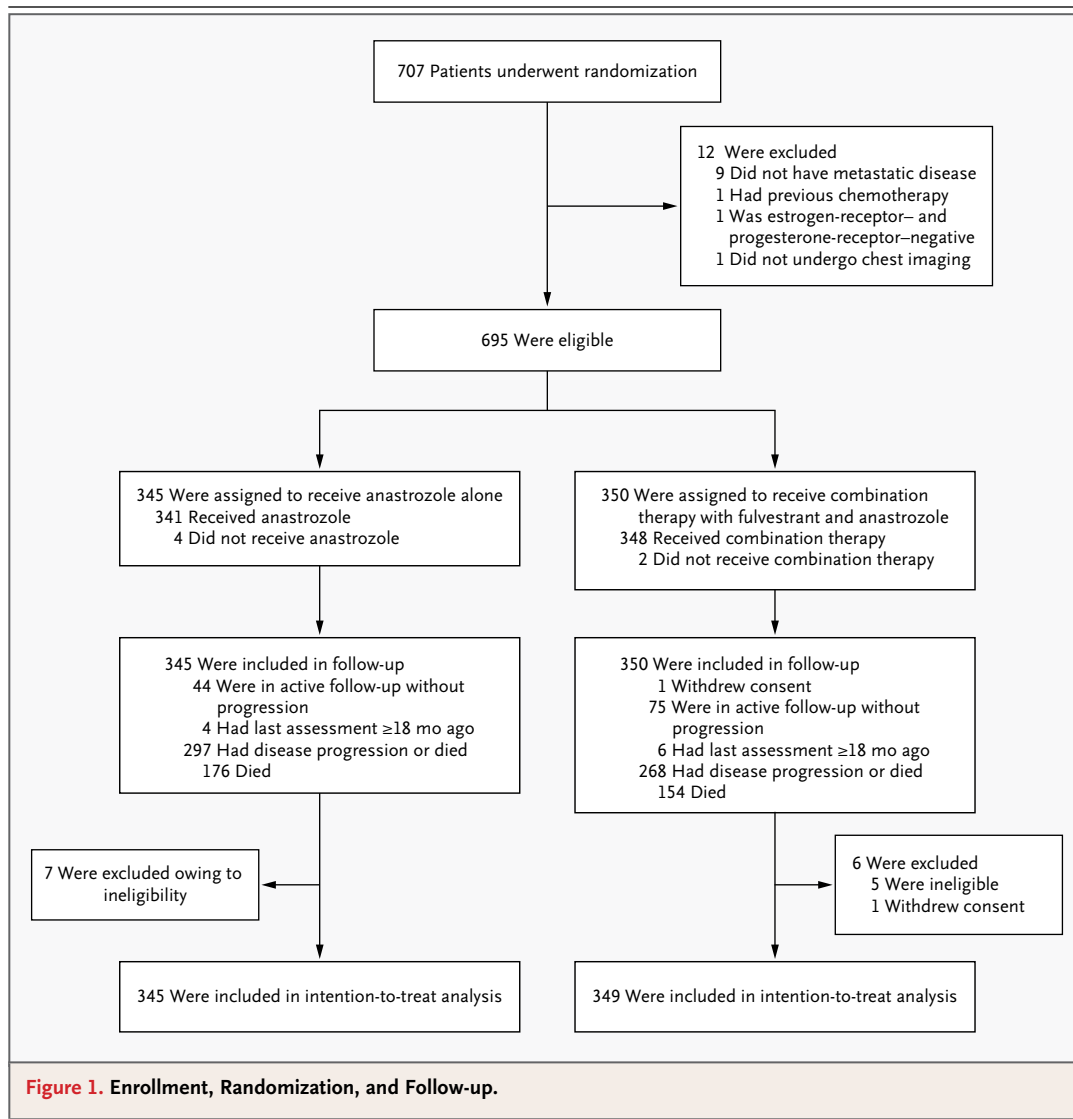 707 Patients underwent randomization
12 Were excluded
9 Did not have metastatic disease
1 Had previous chemotherapy
1 Was estrogen-receptor– and
progesterone-receptor–negative
1 Did not undergo chest imaging
695 Were eligible
345 Were assigned to receive anastrozole alone
341 Received anastrozole
4 Did not receive anastrozole
350 Were assigned to receive combination
therapy with fulvestrant and anastrozole
348 Received combination therapy
2 Did not receive combination therapy
345 Were included in follow-up
44 Were in active follow-up without
progression
4 Had last assessment ≥18 mo ago
297 Had disease progression or died
176 Died
350 Were included in follow-up
1 Withdrew consent
75 Were in active follow-up without
progression
6 Had last assessment ≥18 mo ago
268 Had disease progression or died
154 Died
7 Were excluded owing to
ineligibility
6 Were excluded
5 Were ineligible
1 Withdrew consent
345 Were included in intention-to-treat analysis
349 Were included in intention-to-treat analysis
Figure 1. Enrollment, Randomization, and Follow-up.